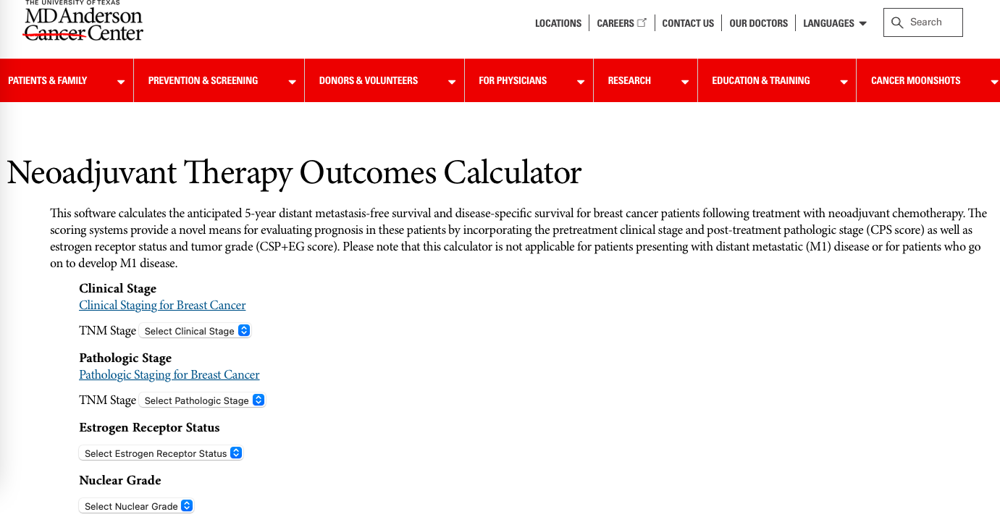 THE UNIVERSITY OF TEXAS
MD Anderson
Cancer Center
LOCATIONS CAREERS CONTACT US OUR DOCTORS LANGUAGES Search
PATIENTS & FAMILY PREVENTION & SCREENING DONORS & VOLUNTEERS FOR PHYSICIANS RESEARCH EDUCATION & TRAINING CANCER MOONSHOTS
Neoadjuvant Therapy Outcomes Calculator
This software calculates the anticipated 5-year distant metastasis-free survival and disease-specific survival for breast cancer patients following treatment with neoadjuvant chemotherapy. The
scoring systems provide a novel means for evaluating prognosis in these patients by incorporating the pretreatment clinical stage and post-treatment pathologic stage (CPS score) as well as
estrogen receptor status and tumor grade (CSP+EG score). Please note that this calculator is not applicable for patients presenting with distant metastatic (M1) disease or for patients who go
on to develop M1 disease.
Clinical Stage
Clinical Staging for Breast Cancer
TNM Stage Select Clinical Stage
Pathologic Stage
Pathologic Staging for Breast Cancer
TNM Stage Select Pathologic Stage
Estrogen Receptor Status
Select Estrogen Receptor Status
Nuclear Grade
Select Nuclear Grade